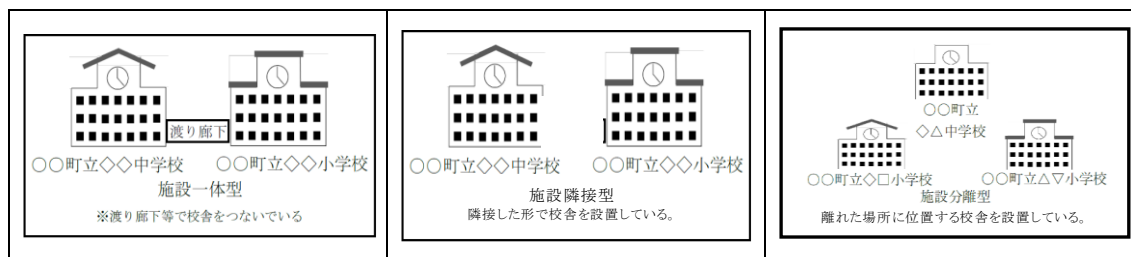 渡り廊下
○○町立◇◇中学校
○○町立◇◇小学校
施設一体型
※渡り廊下等で校舎をつないでいる
○○町立◇◇中学校
○○町立◇◇小学校
施設隣接型
隣接した形で校舎を設置している。
○○町立
◇△中学校
○○町立◇□小学校
○○町立△▽小学校
施設分離型
離れた場所に位置する校舎を設置している。